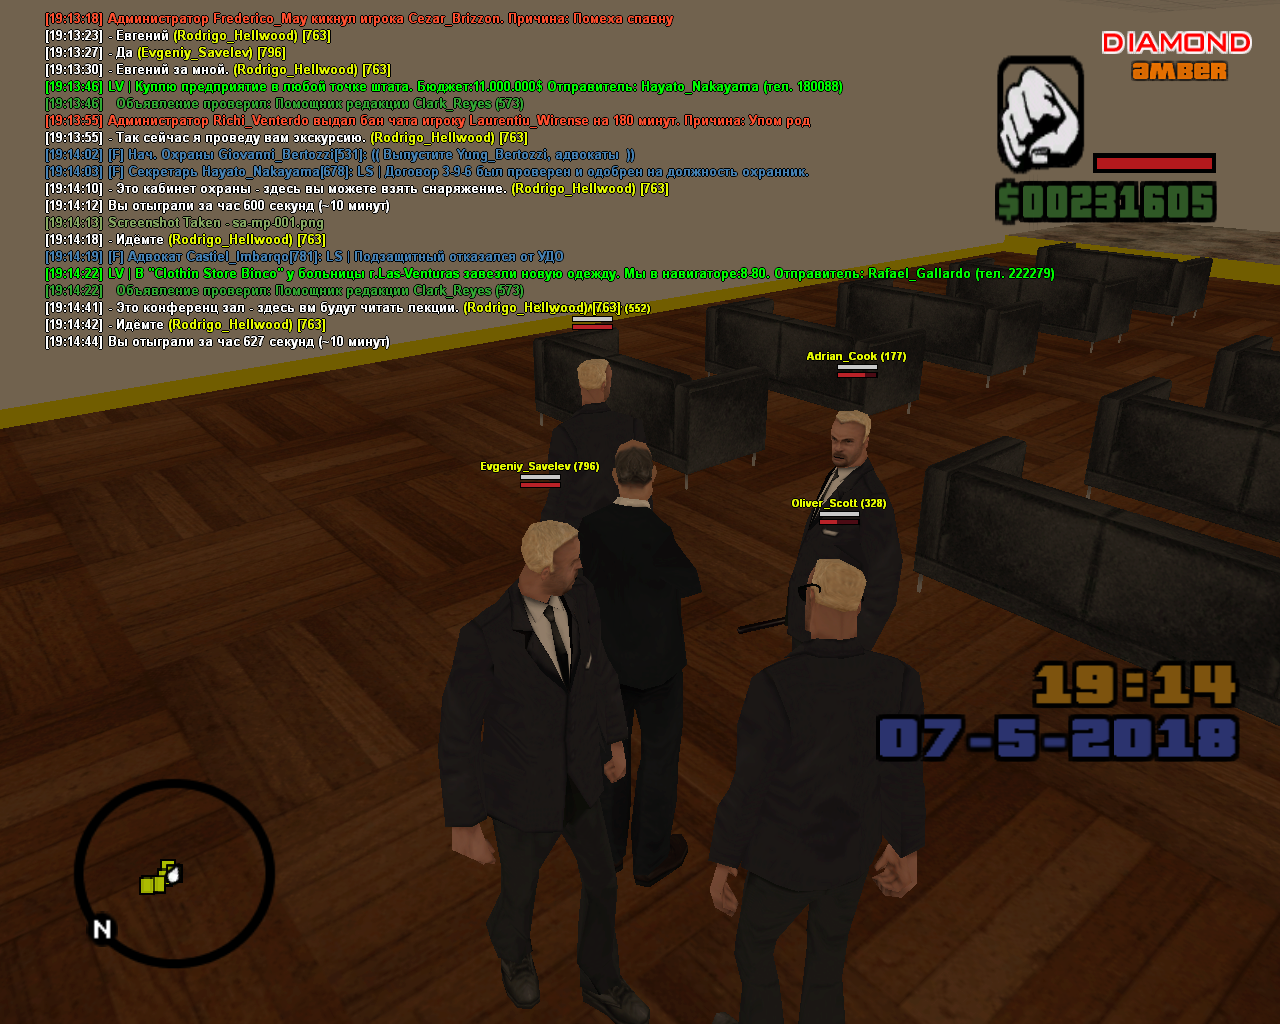 [19:13:18] Администратор Frederico_May кикнул игрока Cezar_Brizzon. Причина: Помеха спавну
[19:13:23] - Евгений (Rodrigo_Hellwood) [763]
[19:13:27] - Да (Evgeniy_Savelev) [796]
[19:13:30] - Евгений за мной. (Rodrigo_Hellwood) [763]
[19:13:46] LV | Куплю предприятие в любой точке штата. Бюджет:11.000.000$ Отправитель: Hayato_Nakayama (тел. 180088)
[19:13:46] Объявление проверил: Помощник редакции Clark_Reyes (573)
[19:13:55] Администратор Richi_Venterdo выдал бан чата игроку Laurentiu_Wirense на 180 минут. Причина: Упом род
[19:13:55] - Так сейчас я проведу вам экскурсию. (Rodrigo_Hellwood) [763]
[19:14:02] [F] Нач. Охраны Giovanni_Bertozzi[531]: (( Выпустите Yung_Bertozzi, адвокаты ))
[19:14:03] [F] Секретарь Hayato_Nakayama[678]: LS | Договор 3-9-6 был проверен и одобрен на должность охранник.
[19:14:10] - Это кабинет охраны - здесь вы можете взять снаряжение. (Rodrigo_Hellwood) [763]
[19:14:12] Вы отыграли за час 600 секунд (~10 минут)
[19:14:13] Screenshot Taken - sa-mp-001.png
[19:14:18] - Идёмте (Rodrigo_Hellwood) [763]
[19:14:19] [F] Адвокат Castiel_Imbarqo[781]: LS | Подзащитный отказался от УДО
[19:14:22] LV | В "Clothin Store Binco" у больницы г.Las-Venturas завезли новую одежду. Мы в навигаторе:8-80. Отправитель: Rafael_Gallardo (тел. 222279)
[19:14:22] Объявление проверил: Помощник редакции Clark_Reyes (573)
[19:14:41] - Это конференц зал - здесь вм будут читать лекции. (Rodrigo_Hellwood) [763]
(552)
[19:14:42] - Идёмте (Rodrigo_Hellwood) [763]
[19:14:44] Вы отыграли за час 627 секунд (~10 минут)
DIAMOND
AMBER
$00231605
Adrian_Cook (177)
Evgeniy_Savelev (796)
Oliver_Scott (328)
19:14
07-5-2018
N